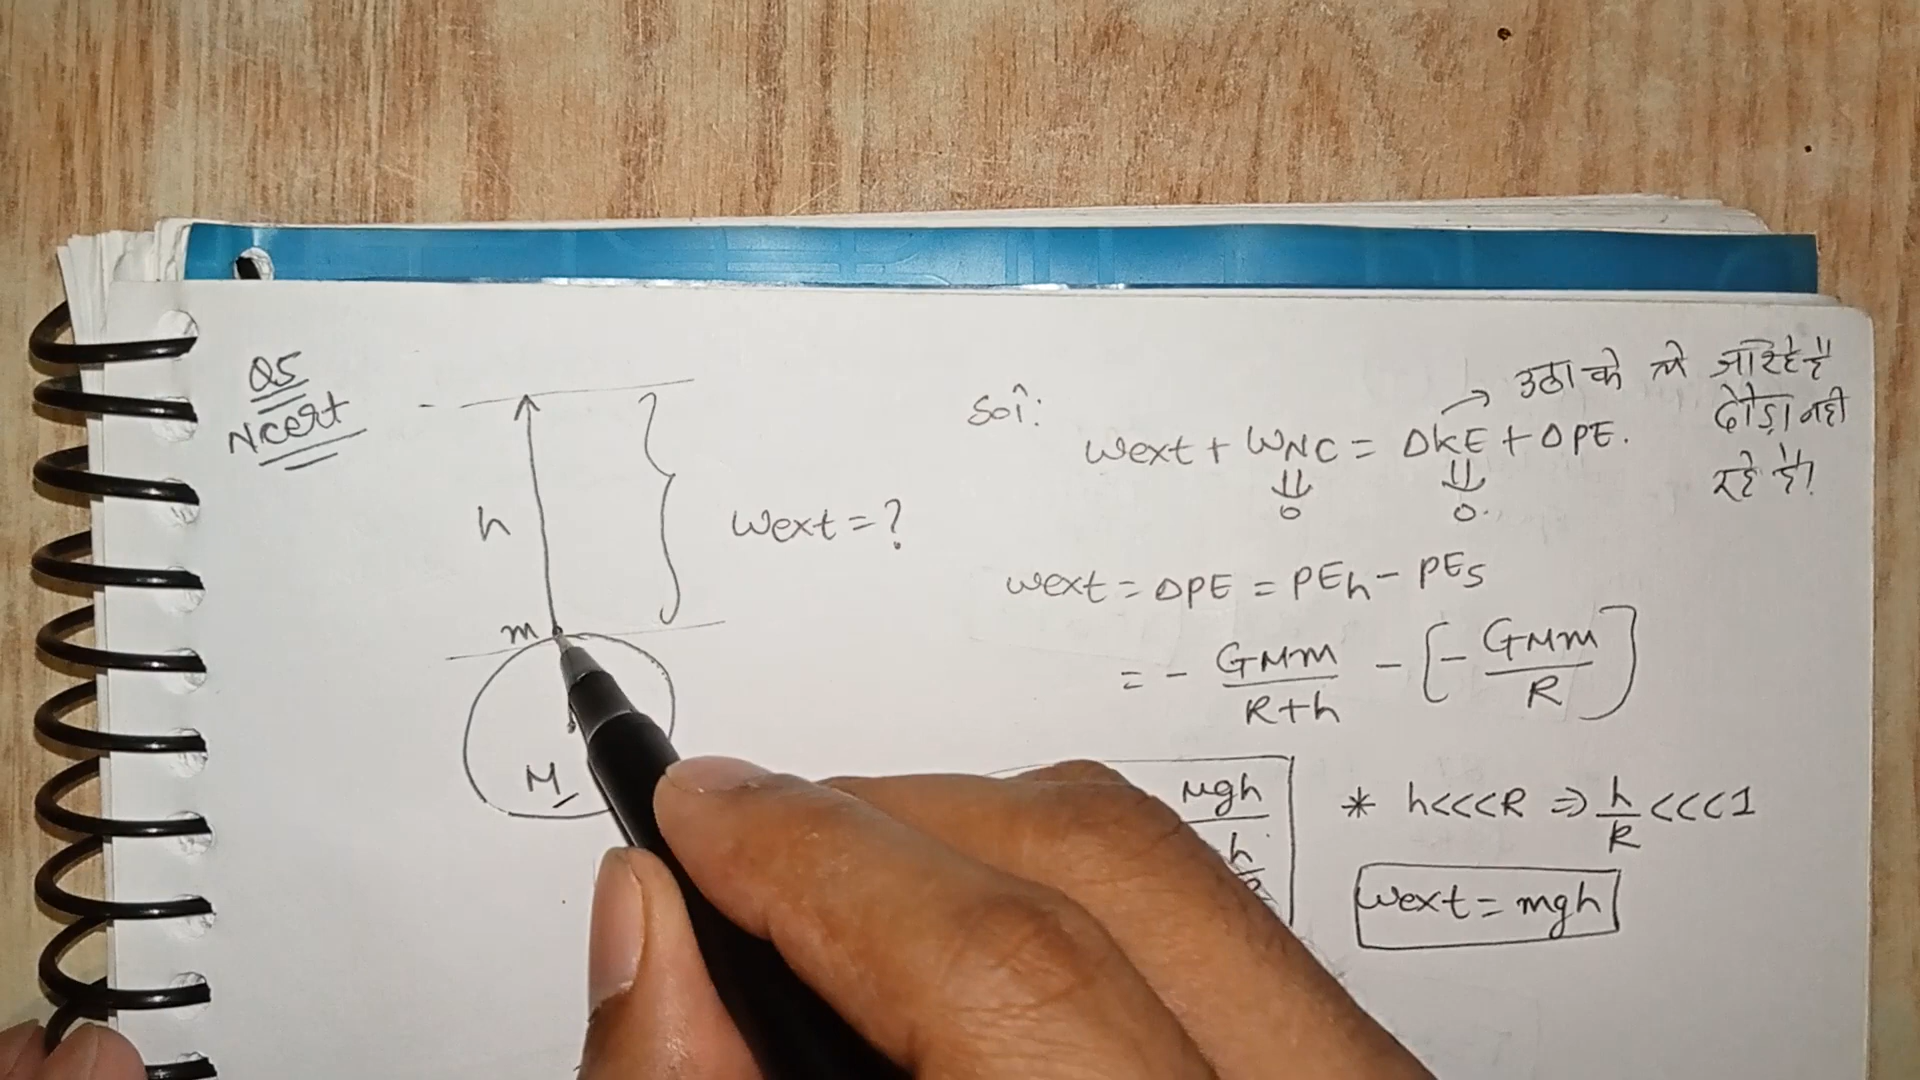 Q5
Ncert
h
m
M
Wext = ?
Sol:
→ उठा के ले जा रहे है
दौड़ा नही
रहे है।
Wext + WNC = ΔKE + ΔPE.
0 0.
Wext = ΔPE = PEh - PEs
= - GMm/R+h - [- GMm/R]
mgh
h
* h<<<R ⇒ h/R <<<1
Wext = mgh